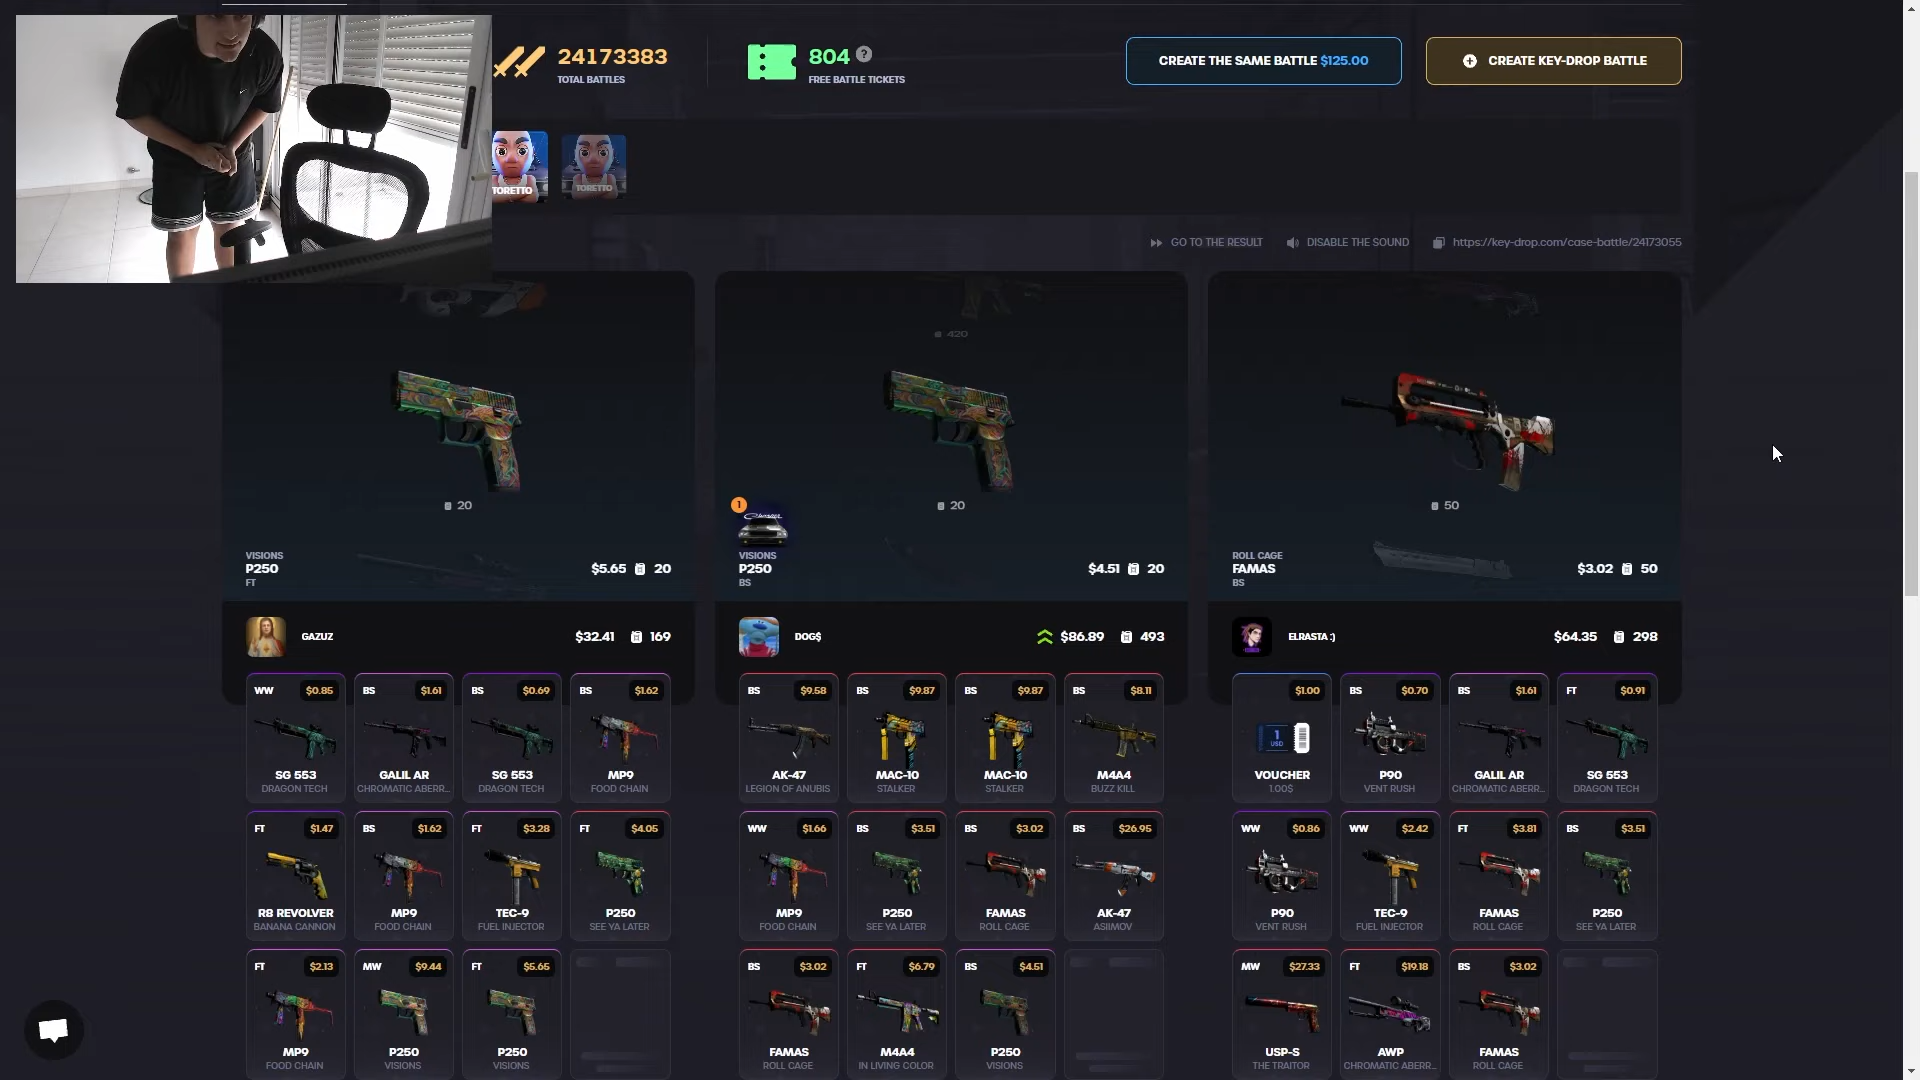 24173383
TOTAL BATTLES
804 ?
FREE BATTLE TICKETS
CREATE THE SAME BATTLE $125.00
CREATE KEY-DROP BATTLE
TORETTO
TORETTO
GO TO THE RESULT
DISABLE THE SOUND
https://key-drop.com/case-battle/24173055
420
20
20
50
VISIONS
P250
FT
$5.65 20
1
Charger
VISIONS
P250
BS
$4.51 20
ROLL CAGE
FAMAS
BS
$3.02 50
GAZUZ $32.41 169
DOG$ $86.89 493
ELRASTA :) $64.35 298
WW $0.85
SG 553
DRAGON TECH
BS $1.61
GALIL AR
CHROMATIC ABERR...
BS $0.69
SG 553
DRAGON TECH
BS $1.62
MP9
FOOD CHAIN
BS $9.58
AK-47
LEGION OF ANUBIS
BS $9.87
MAC-10
STALKER
BS $9.87
MAC-10
STALKER
BS $8.11
M4A4
BUZZ KILL
$1.00
1
USD
VOUCHER
1.00$
BS $0.70
P90
VENT RUSH
BS $1.61
GALIL AR
CHROMATIC ABERR...
FT $0.91
SG 553
DRAGON TECH
FT $1.47
R8 REVOLVER
BANANA CANNON
BS $1.62
MP9
FOOD CHAIN
FT $3.28
TEC-9
FUEL INJECTOR
FT $4.05
P250
SEE YA LATER
WW $1.66
MP9
FOOD CHAIN
BS $3.51
P250
SEE YA LATER
BS $3.02
FAMAS
ROLL CAGE
BS $26.95
AK-47
ASIIMOV
WW $0.86
P90
VENT RUSH
WW $2.42
TEC-9
FUEL INJECTOR
FT $3.81
FAMAS
ROLL CAGE
BS $3.51
P250
SEE YA LATER
FT $2.13
MP9
FOOD CHAIN
MW $9.44
P250
VISIONS
FT $5.65
P250
VISIONS
BS $3.02
FAMAS
ROLL CAGE
FT $6.79
M4A4
IN LIVING COLOR
BS $4.51
P250
VISIONS
MW $27.33
USP-S
THE TRAITOR
FT $19.18
AWP
CHROMATIC ABERR...
BS $3.02
FAMAS
ROLL CAGE